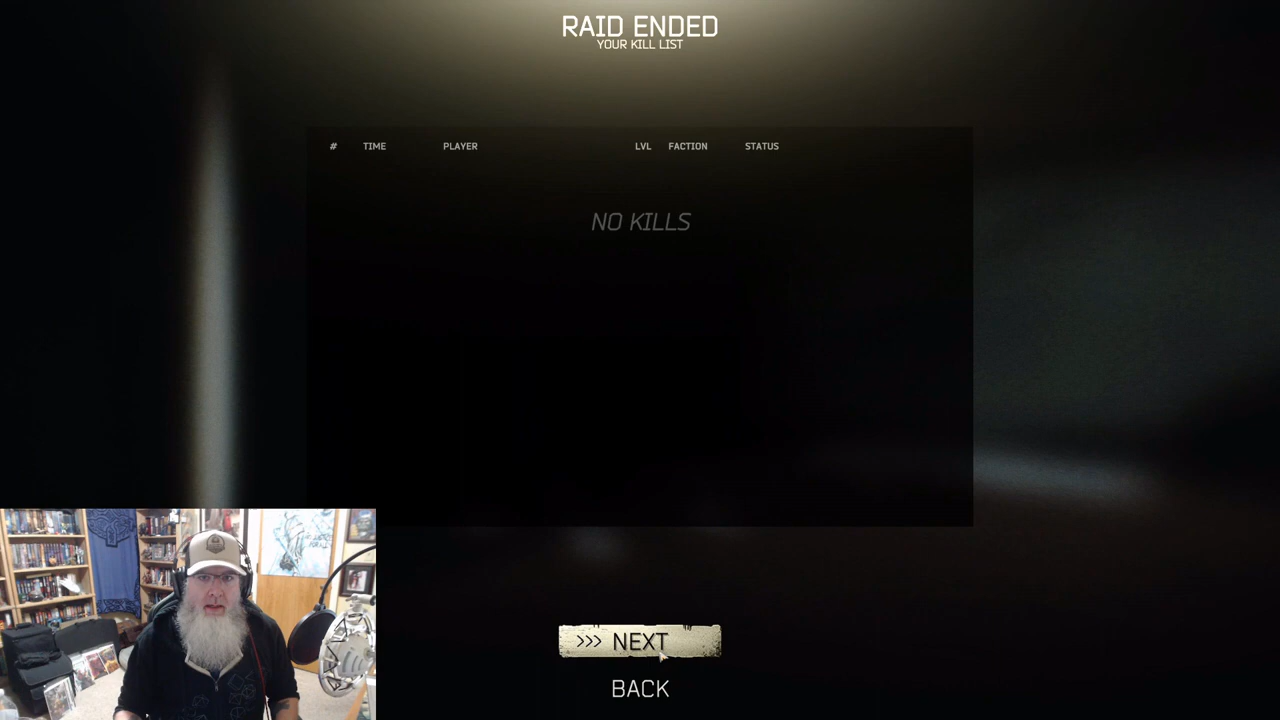 RAID ENDED
YOUR KILL LIST
# TIME PLAYER LVL FACTION STATUS
NO KILLS
>>> NEXT
BACK